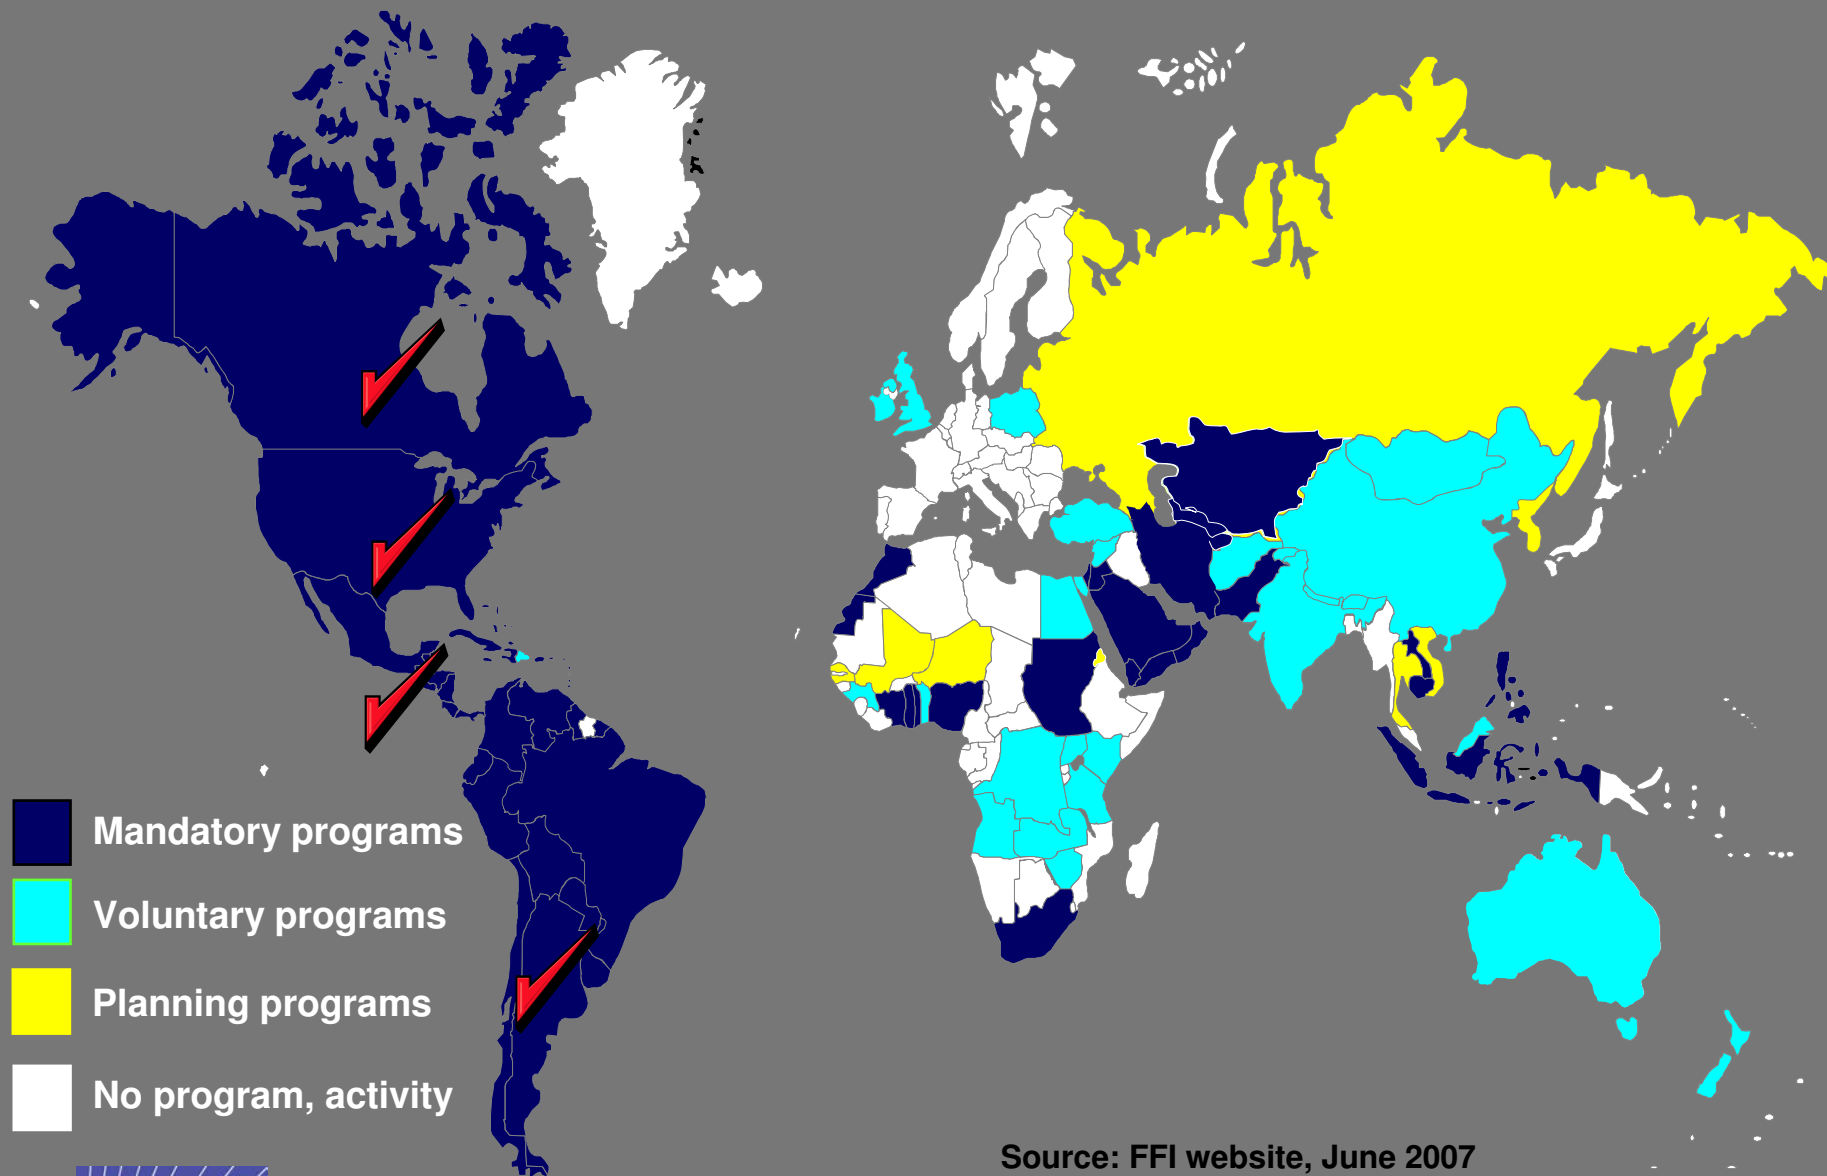 Mandatory programs
Voluntary programs
Planning programs
No program, activity
Source: FFI website, June 2007